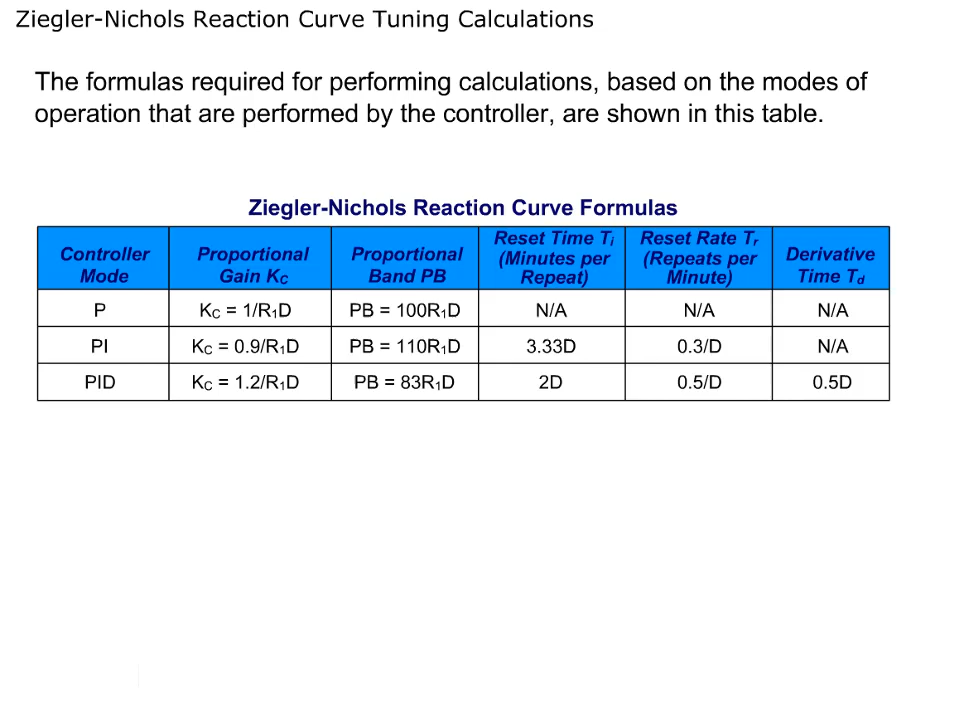 Ziegler-Nichols Reaction Curve Tuning Calculations
The formulas required for performing calculations, based on the modes of
operation that are performed by the controller, are shown in this table.
Ziegler-Nichols Reaction Curve Formulas
Controller Mode | Proportional Gain KC | Proportional Band PB | Reset Time Ti (Minutes per Repeat) | Reset Rate Tr (Repeats per Minute) | Derivative Time Td
P | KC = 1/R₁D | PB = 100R₁D | N/A | N/A | N/A
PI | KC = 0.9/R₁D | PB = 110R₁D | 3.33D | 0.3/D | N/A
PID | KC = 1.2/R₁D | PB = 83R₁D | 2D | 0.5/D | 0.5D